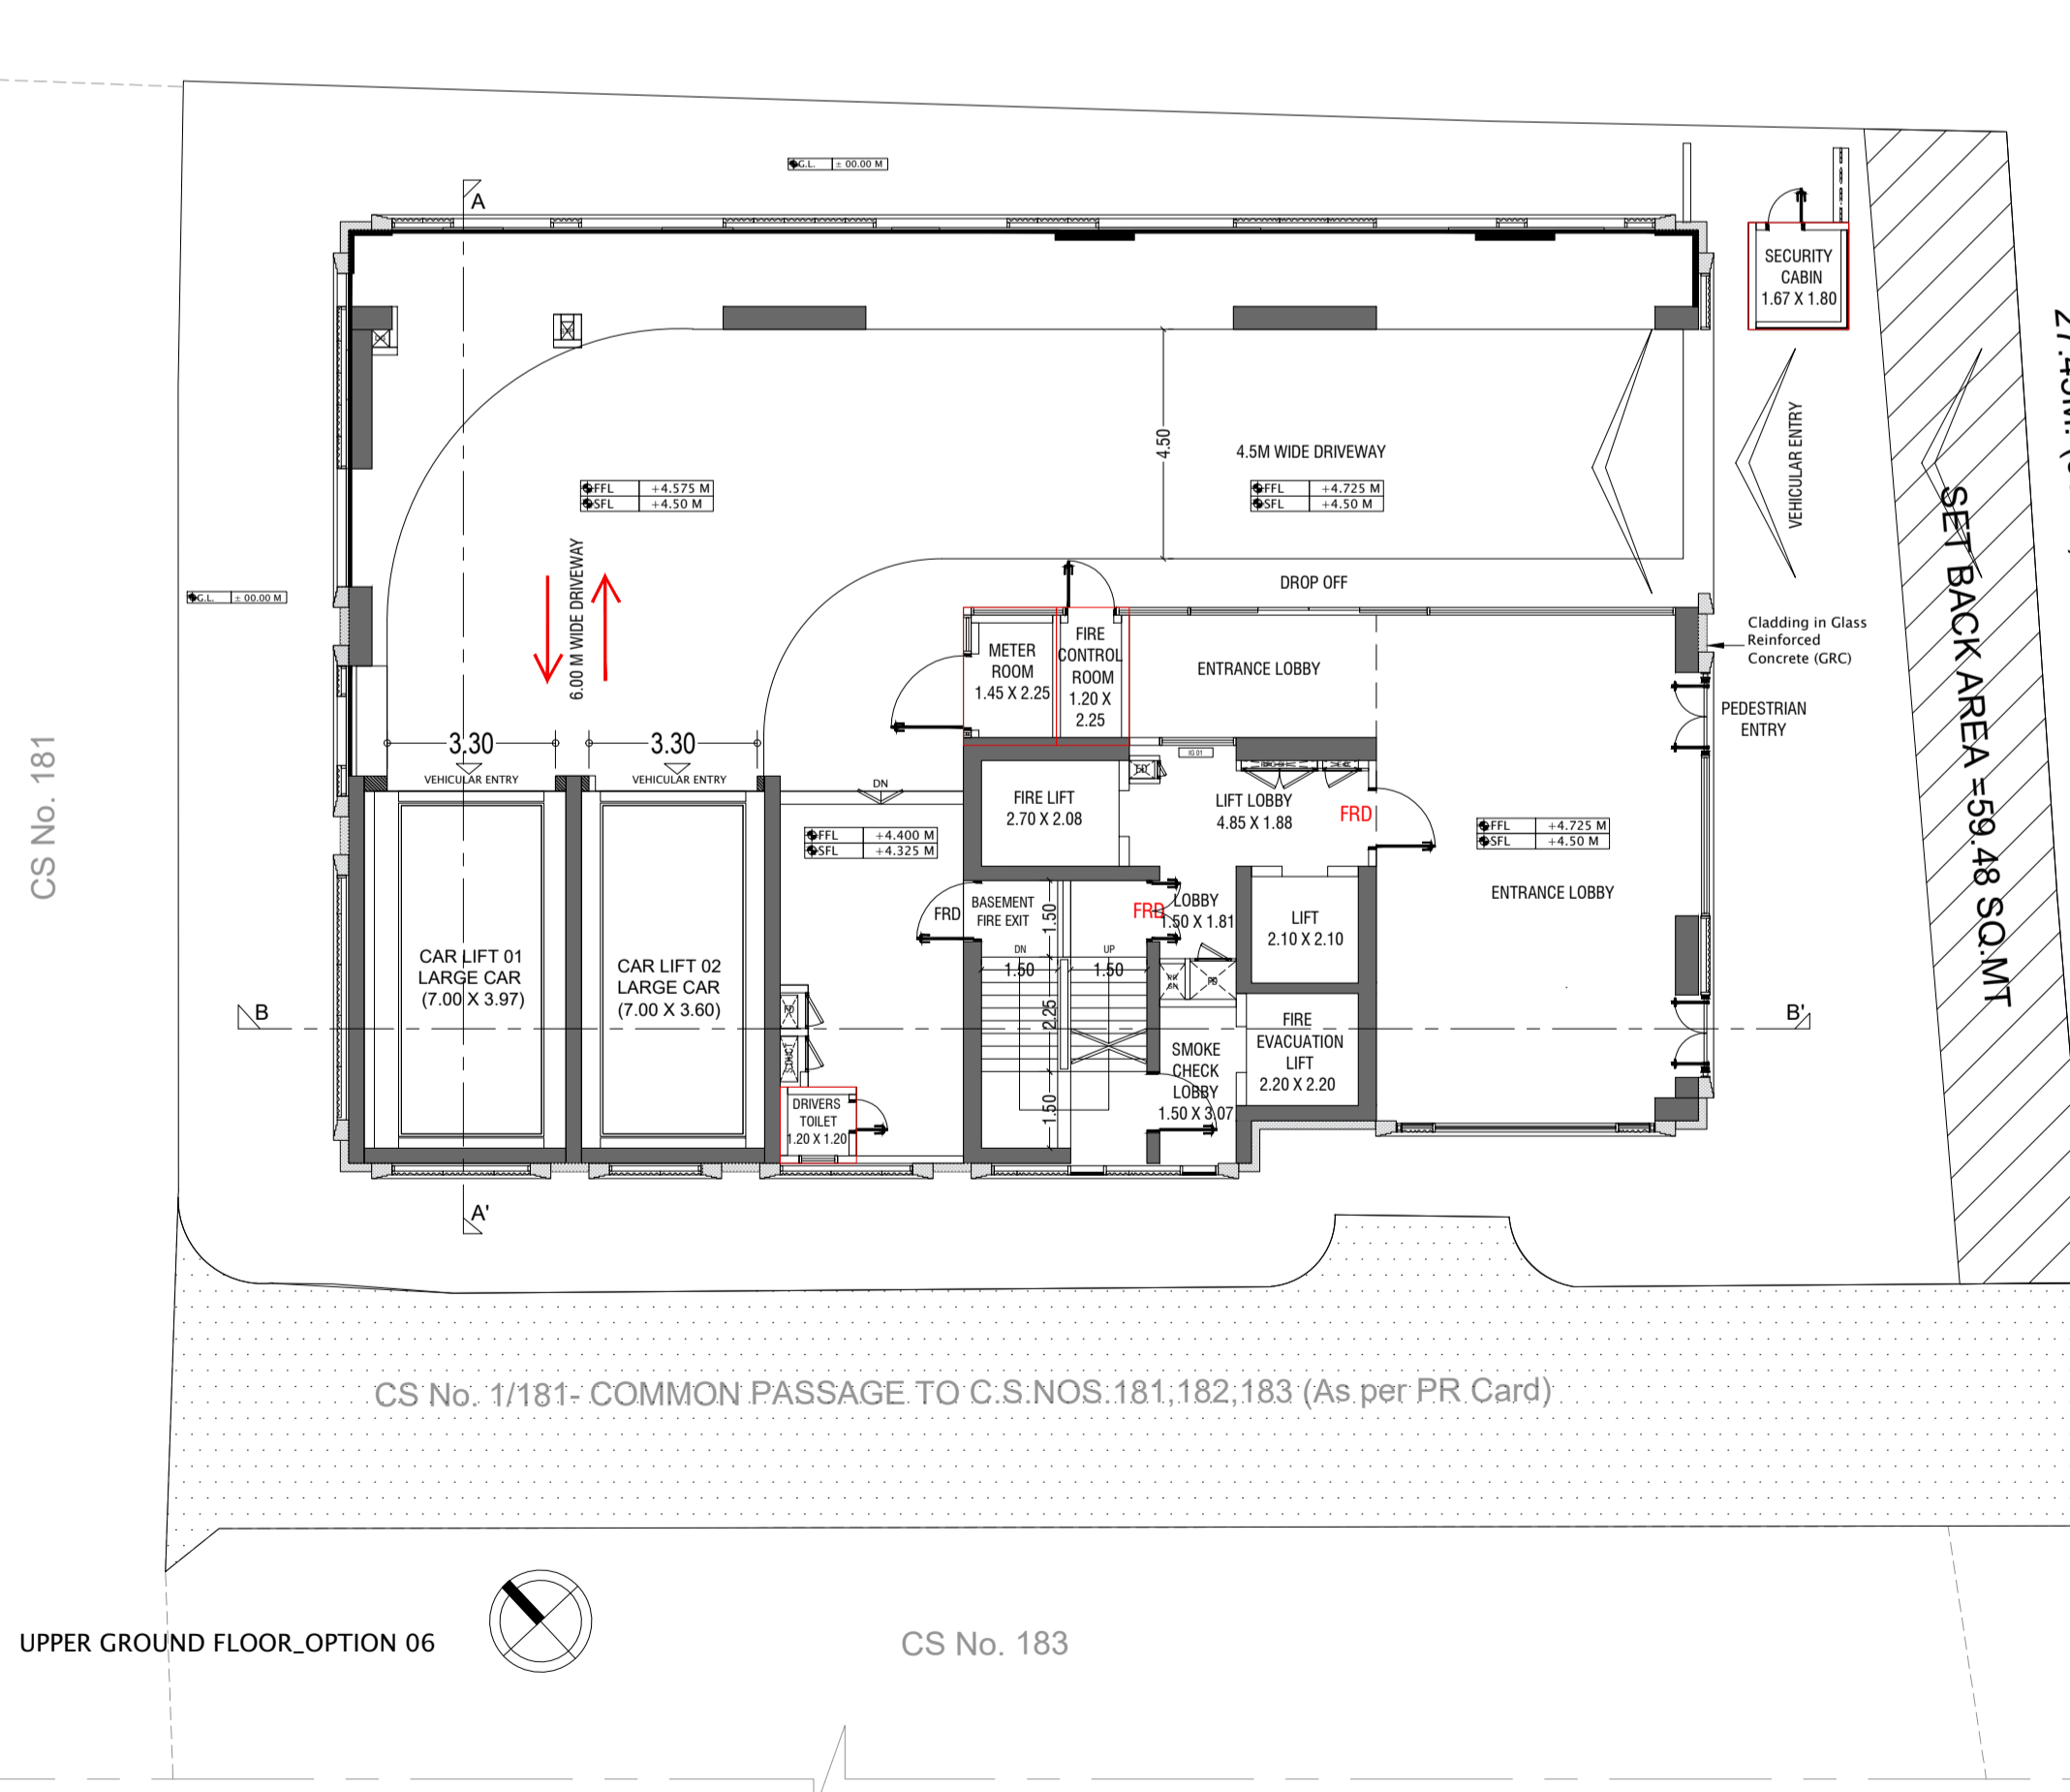 G.L. ± 00.00 M
A
SECURITY
CABIN
1.67 X 1.80
4.50
4.5M WIDE DRIVEWAY
FFL +4.575 M
SFL +4.50 M
FFL +4.725 M
SFL +4.50 M
VEHICULAR ENTRY
SET BACK AREA =59.48 SQ.MT
6.00 M WIDE DRIVEWAY
DROP OFF
G.L. ± 00.00 M
Cladding in Glass
Reinforced
Concrete (GRC)
METER
ROOM
1.45 X 2.25
FIRE
CONTROL
ROOM
1.20 X
2.25
ENTRANCE LOBBY
PEDESTRIAN
ENTRY
3.30
3.30
VEHICULAR ENTRY
VEHICULAR ENTRY
DN
CS No. 181
FIRE LIFT
2.70 X 2.08
LIFT LOBBY
4.85 X 1.88
FRD
FFL +4.400 M
SFL +4.325 M
FFL +4.725 M
SFL +4.50 M
ENTRANCE LOBBY
FRD
BASEMENT
FIRE EXIT
1.50
FRD
LOBBY
1.50 X 1.81
LIFT
2.10 X 2.10
DN
UP
1.50
1.50
CAR LIFT 01
LARGE CAR
(7.00 X 3.97)
CAR LIFT 02
LARGE CAR
(7.00 X 3.60)
B
B'
2.25
FIRE
EVACUATION
LIFT
2.20 X 2.20
SMOKE
CHECK
LOBBY
1.50 X 3.07
1.50
DRIVERS
TOILET
1.20 X 1.20
A'
CS No. 1/181- COMMON PASSAGE TO C.S.NOS.181,182,183 (As per PR Card)
UPPER GROUND FLOOR_OPTION 06
CS No. 183